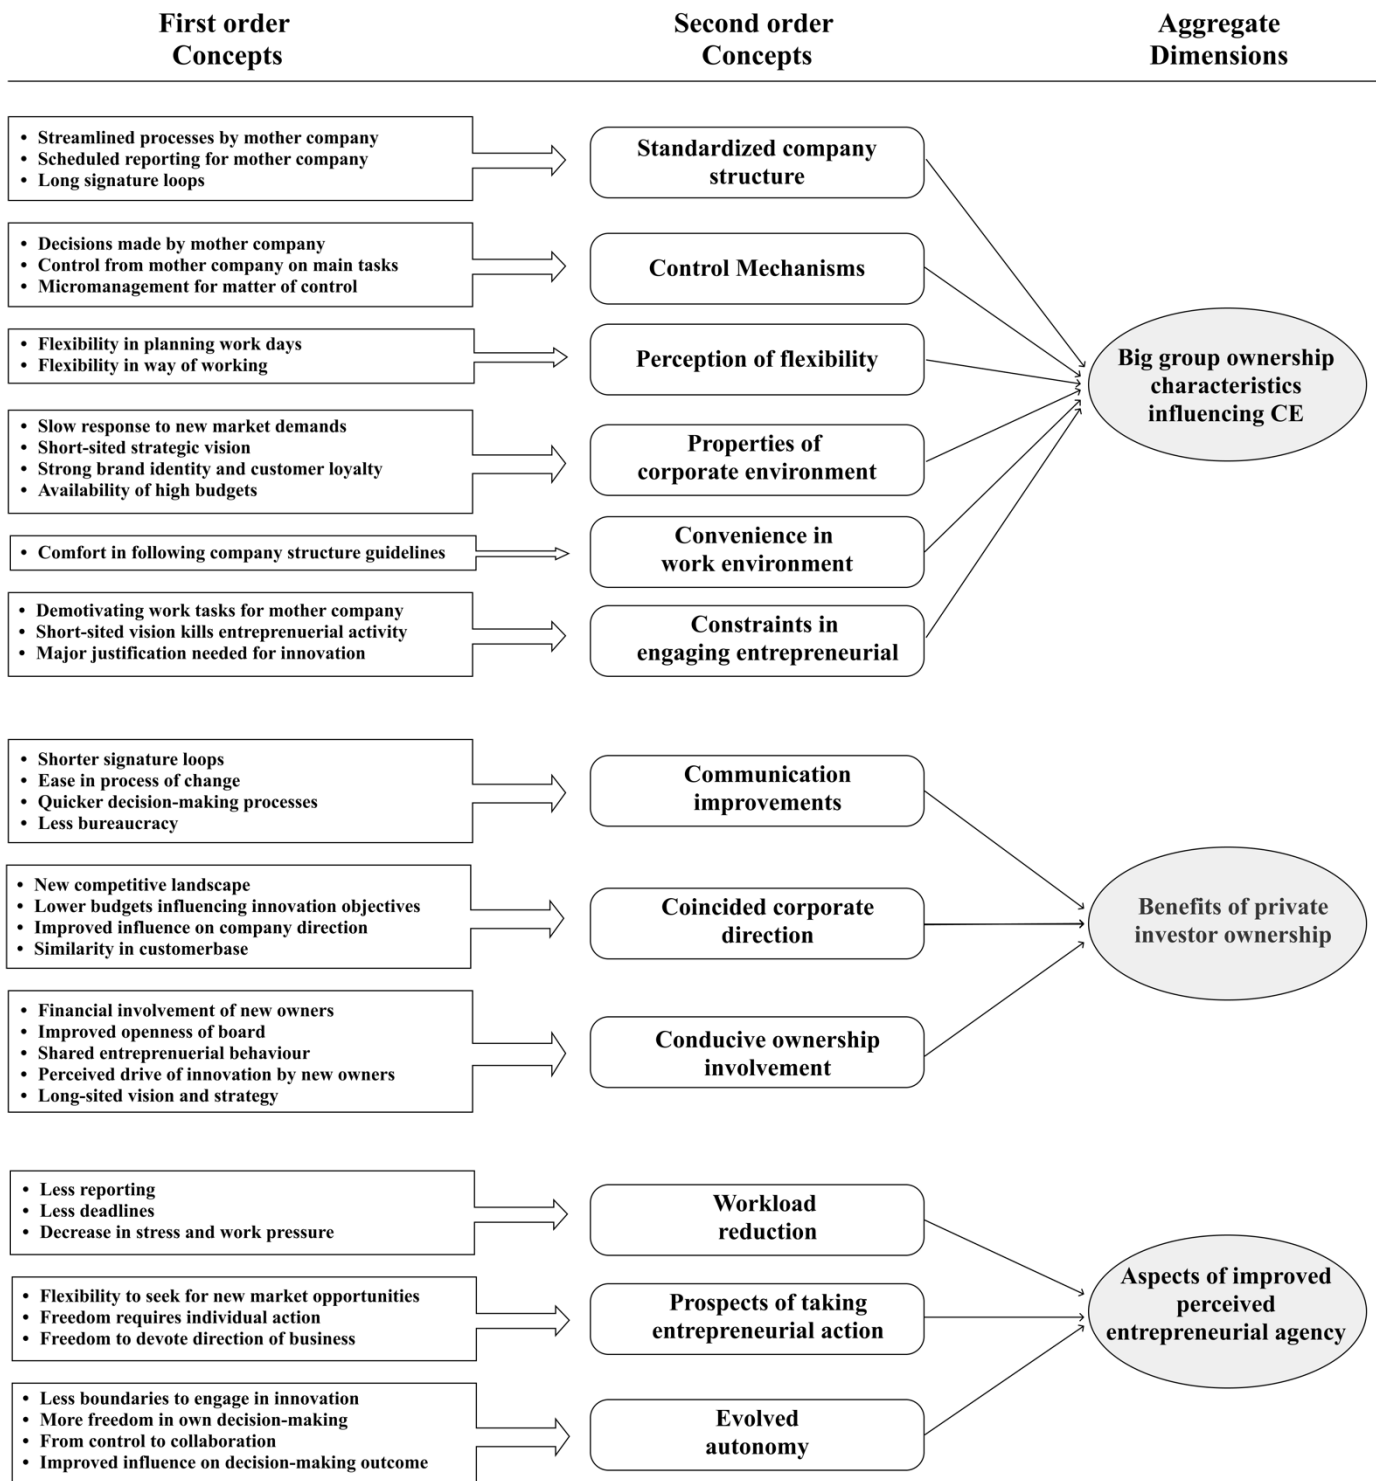 First order
Concepts
Second order
Concepts
Aggregate
Dimensions
• Streamlined processes by mother company
• Scheduled reporting for mother company
• Long signature loops
Standardized company
structure
• Decisions made by mother company
• Control from mother company on main tasks
• Micromanagement for matter of control
Control Mechanisms
• Flexibility in planning work days
• Flexibility in way of working
Perception of flexibility
• Slow response to new market demands
• Short-sited strategic vision
• Strong brand identity and customer loyalty
• Availability of high budgets
Properties of
corporate environment
• Comfort in following company structure guidelines
Convenience in
work environment
• Demotivating work tasks for mother company
• Short-sited vision kills entreprenuerial activity
• Major justification needed for innovation
Constraints in
engaging entrepreneurial
Big group ownership
characteristics
influencing CE
• Shorter signature loops
• Ease in process of change
• Quicker decision-making processes
• Less bureaucracy
Communication
improvements
• New competitive landscape
• Lower budgets influencing innovation objectives
• Improved influence on company direction
• Similarity in customerbase
Coincided corporate
direction
• Financial involvement of new owners
• Improved openness of board
• Shared entreprenuerial behaviour
• Perceived drive of innovation by new owners
• Long-sited vision and strategy
Conducive ownership
involvement
Benefits of private
investor ownership
• Less reporting
• Less deadlines
• Decrease in stress and work pressure
Workload
reduction
• Flexibility to seek for new market opportunities
• Freedom requires individual action
• Freedom to devote direction of business
Prospects of taking
entrepreneurial action
• Less boundaries to engage in innovation
• More freedom in own decision-making
• From control to collaboration
• Improved influence on decision-making outcome
Evolved
autonomy
Aspects of improved
perceived
entrepreneurial agency